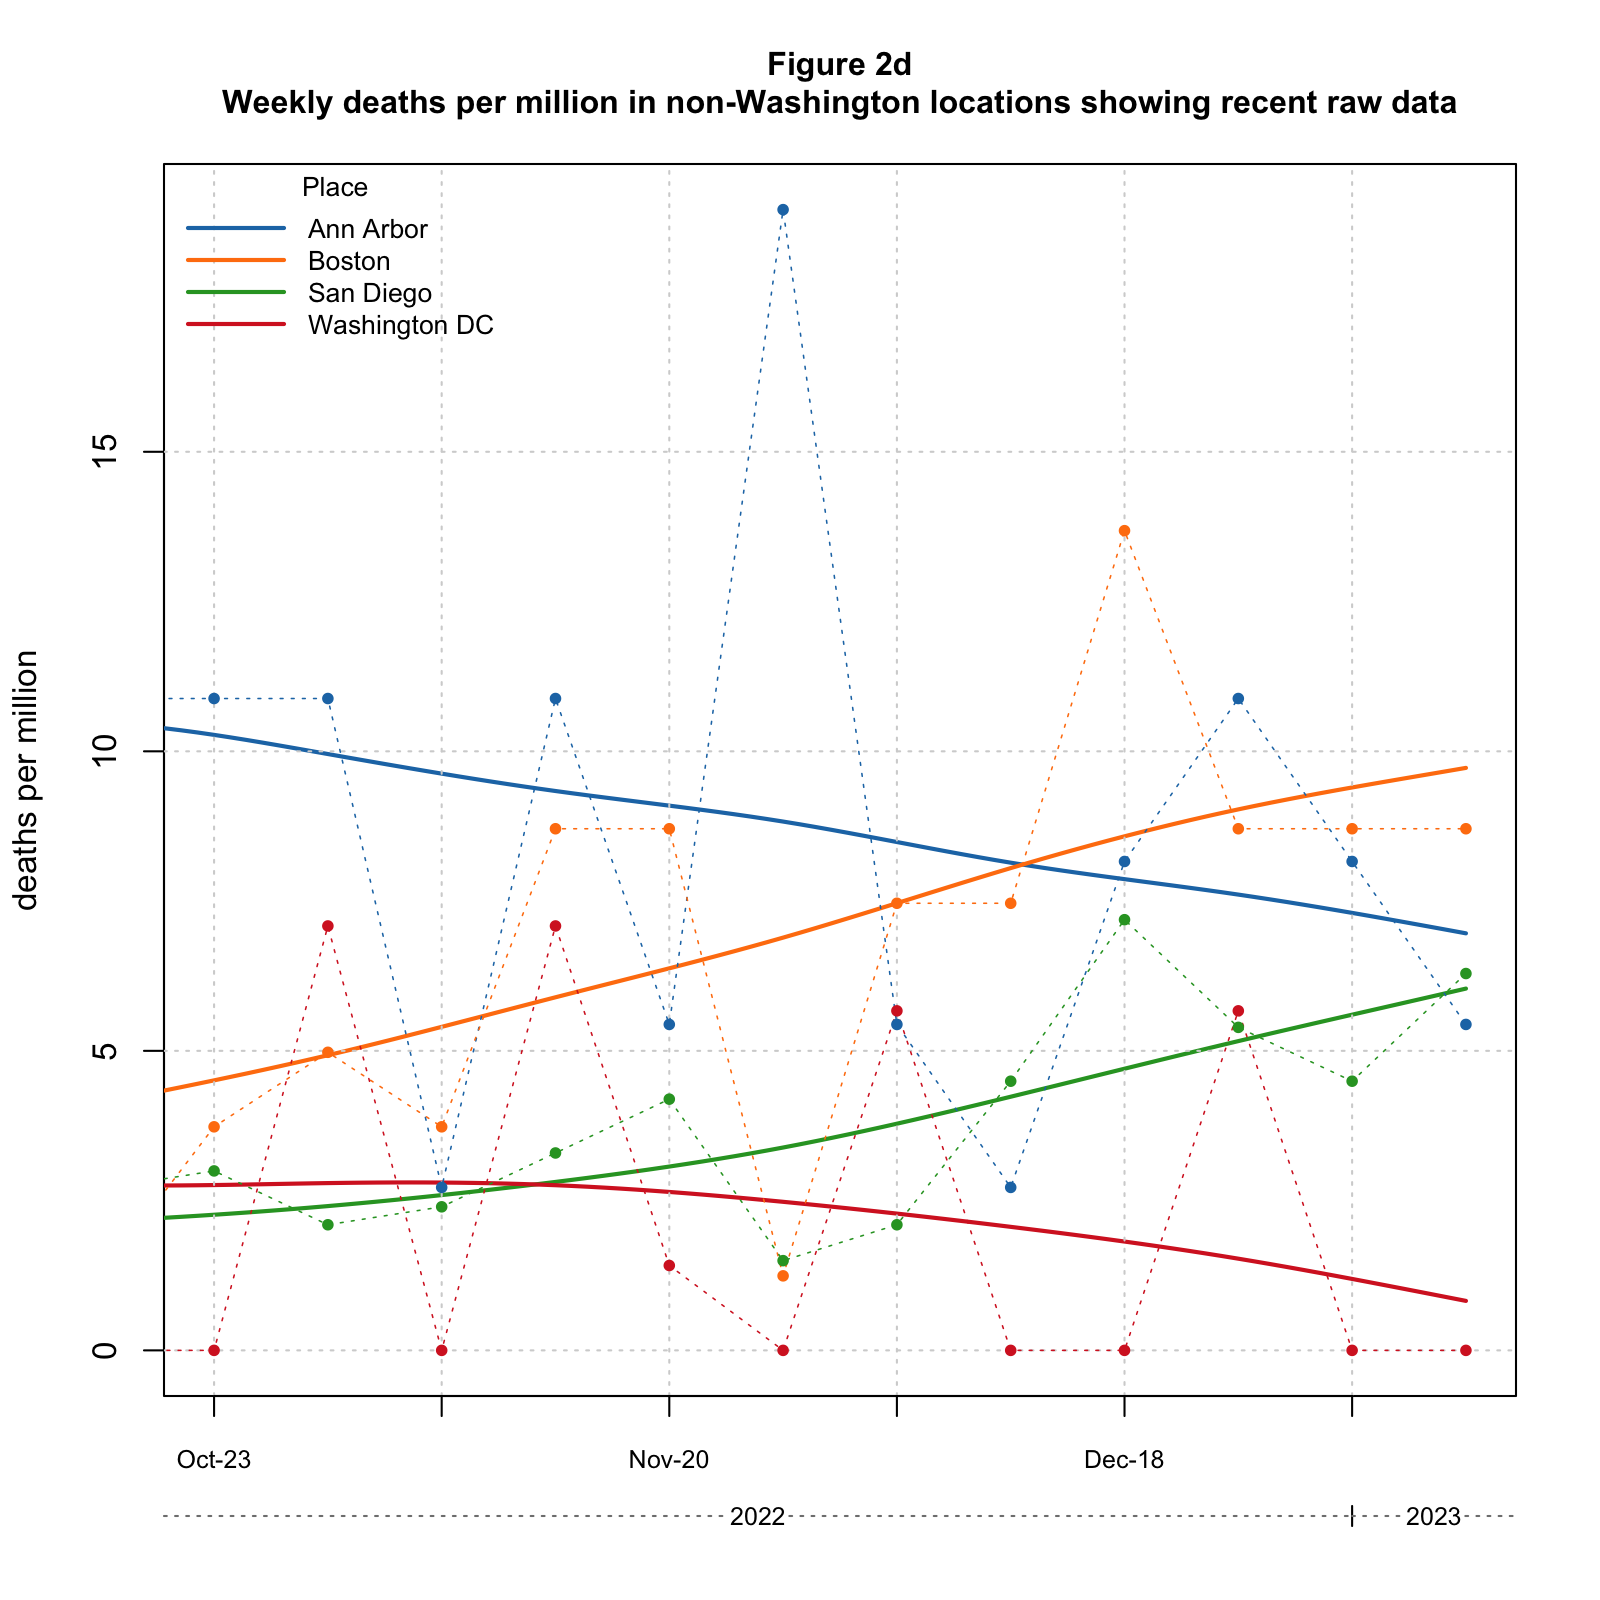 Figure 2d
Weekly deaths per million in non-Washington locations showing recent raw data
Place
Ann Arbor
Boston
San Diego
Washington DC
deaths per million
15
10
5
0
Oct-23 Nov-20 Dec-18
2022 2023